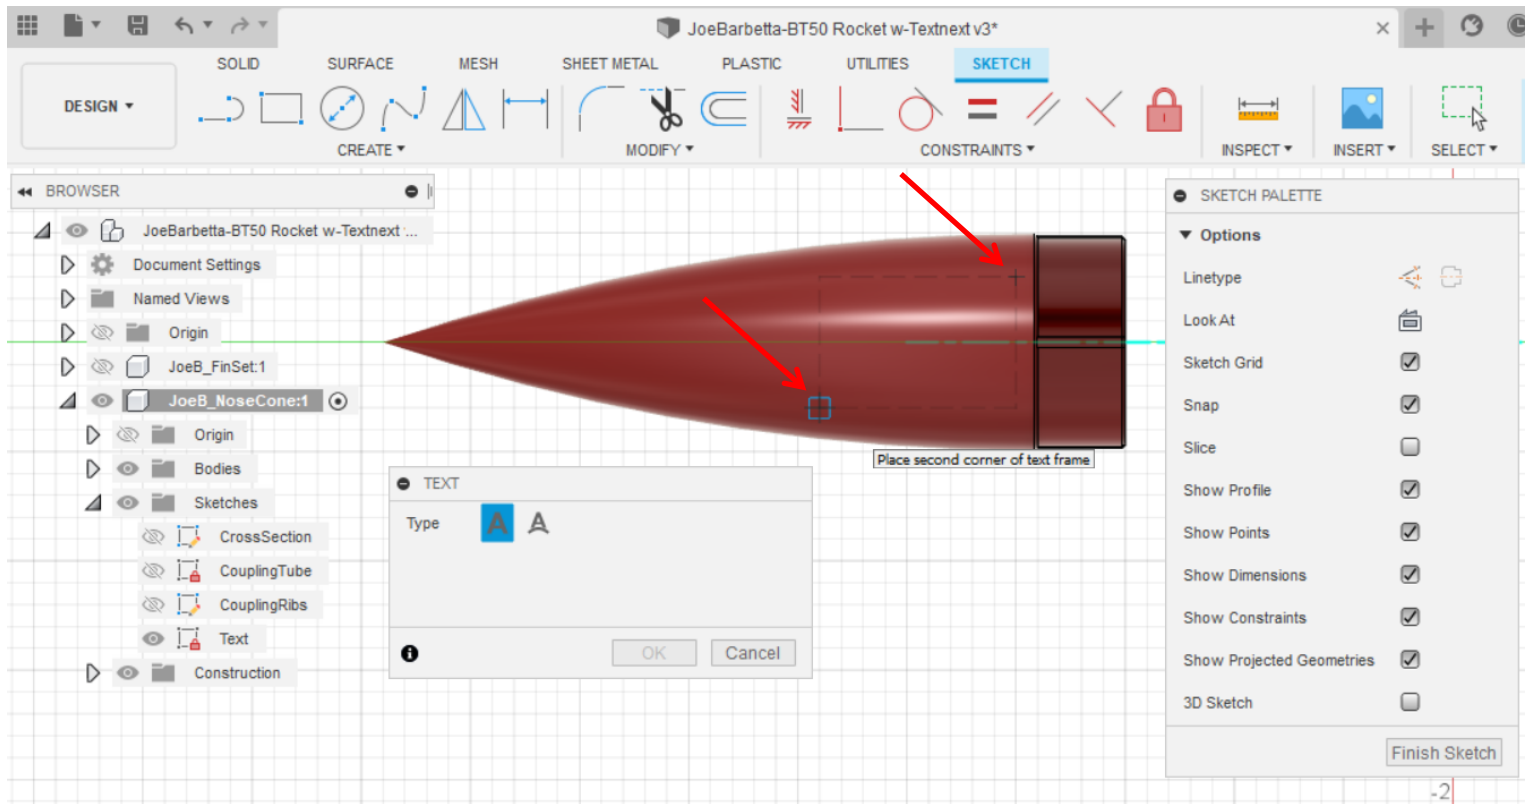 JoeBarbetta-BT50 Rocket w-Textnext v3*
SOLID SURFACE MESH SHEET METAL PLASTIC UTILITIES SKETCH
DESIGN
CREATE MODIFY CONSTRAINTS INSPECT INSERT SELECT
BROWSER
JoeBarbetta-BT50 Rocket w-Textnext ...
Document Settings
Named Views
Origin
JoeB_FinSet:1
JoeB_NoseCone:1
Origin
Bodies
Sketches
CrossSection
CouplingTube
CouplingRibs
Text
Construction
Place second corner of text frame
TEXT
Type A A
OK Cancel
SKETCH PALETTE
Options
Linetype
Look At
Sketch Grid
Snap
Slice
Show Profile
Show Points
Show Dimensions
Show Constraints
Show Projected Geometries
3D Sketch
Finish Sketch
-2